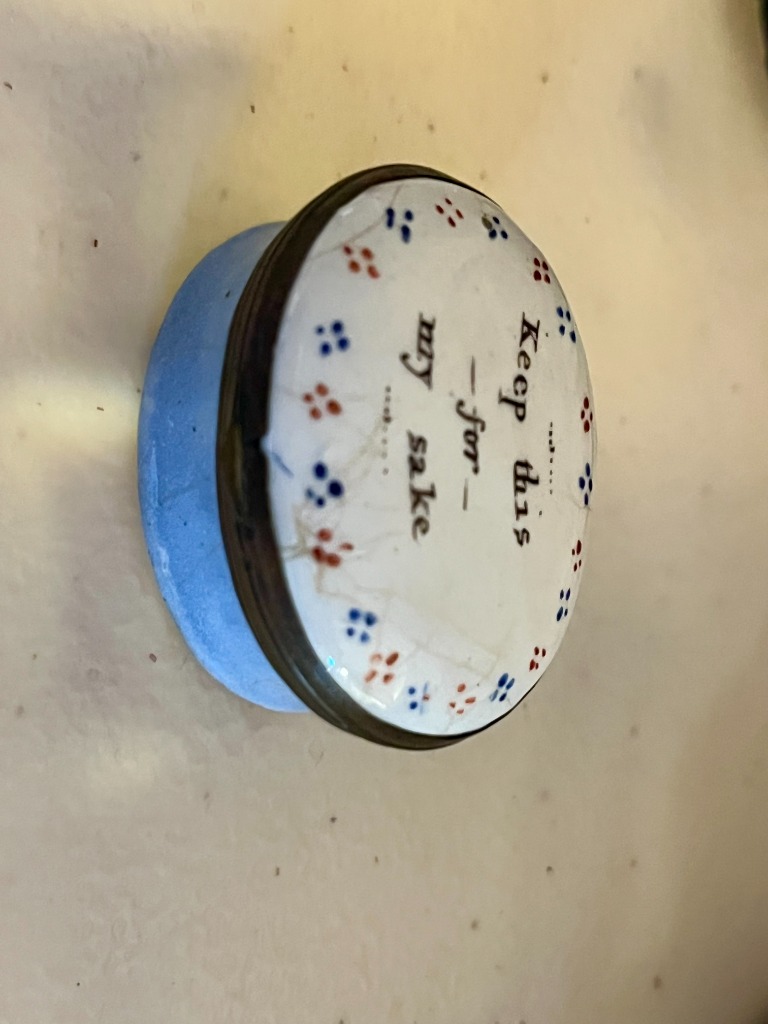 Keep this
— for —
my sake